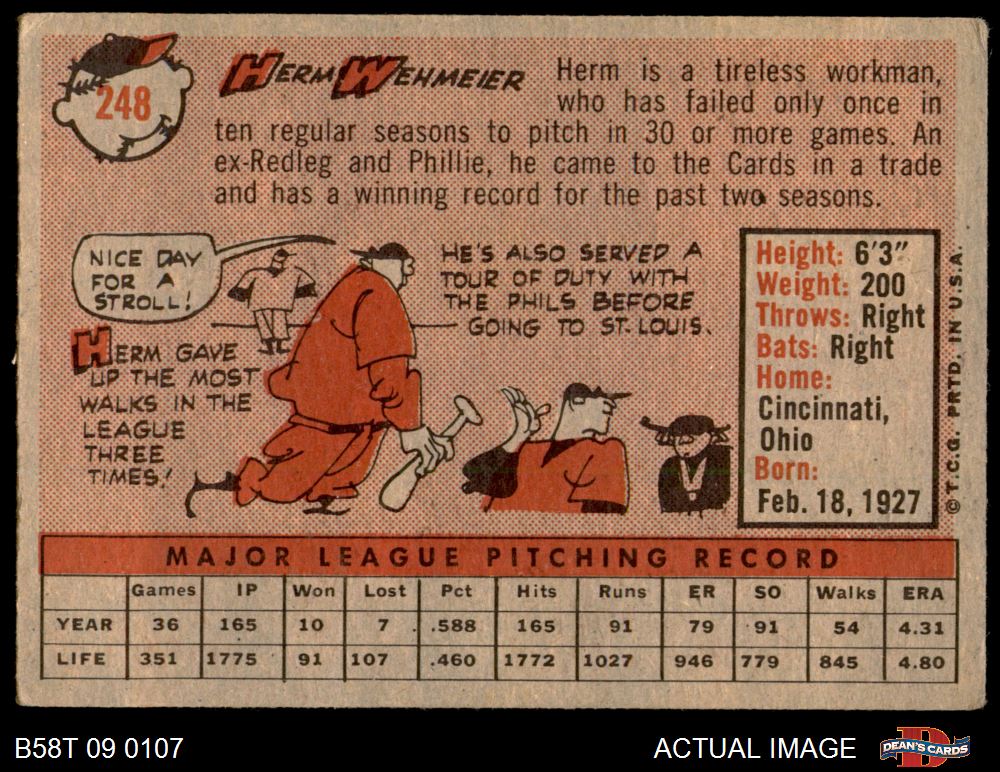 248
HERM WEHMEIER
Herm is a tireless workman,
who has failed only once in
ten regular seasons to pitch in 30 or more games. An
ex-Redleg and Phillie, he came to the Cards in a trade
and has a winning record for the past two seasons.
NICE DAY
FOR A
STROLL!
HERM GAVE
UP THE MOST
WALKS IN THE
LEAGUE
THREE
TIMES!
HE'S ALSO SERVED A
TOUR OF DUTY WITH
THE PHILS BEFORE
GOING TO ST. LOUIS.
Height: 6'3"
Weight: 200
Throws: Right
Bats: Right
Home:
Cincinnati,
Ohio
Born:
Feb. 18, 1927
© T.C.G. PRTD. IN U.S.A.
MAJOR LEAGUE PITCHING RECORD
Games IP Won Lost Pct Hits Runs ER SO Walks ERA
YEAR 36 165 10 7 .588 165 91 79 91 54 4.31
LIFE 351 1775 91 107 .460 1772 1027 946 779 845 4.80
B58T 09 0107
ACTUAL IMAGE
D
DEAN'S CARDS